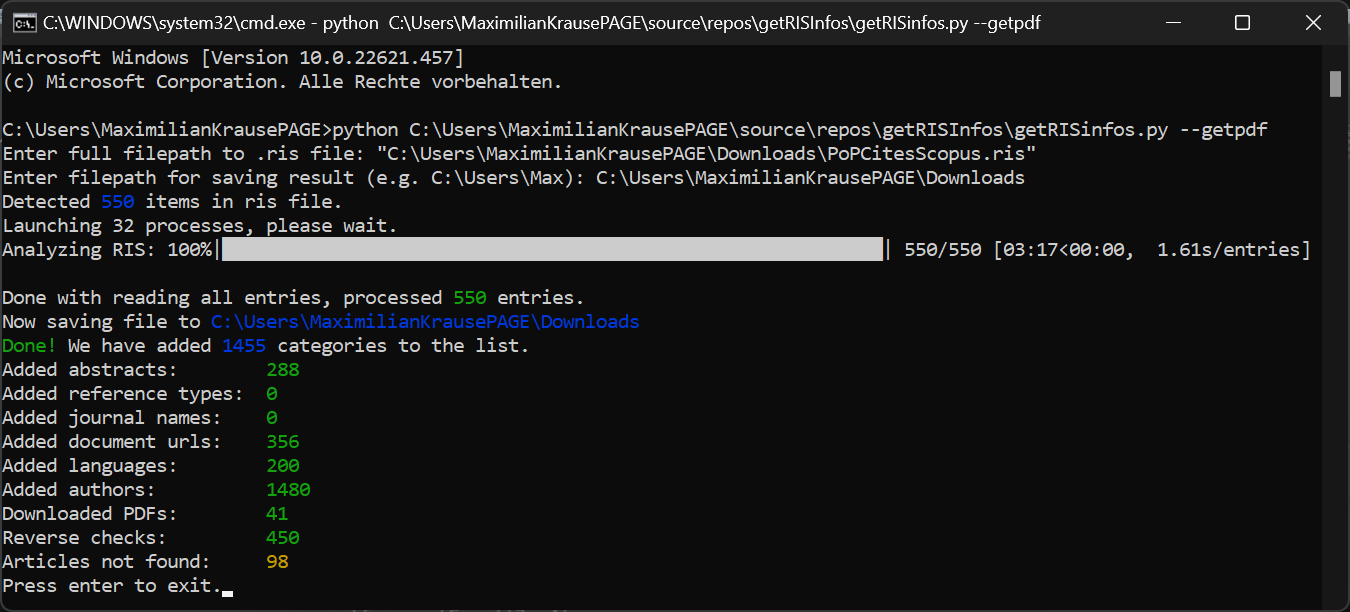 C:\WINDOWS\system32\cmd.exe - python  C:\Users\MaximilianKrausePAGE\source\repos\getRISInfos\getRISinfos.py --getpdf
Microsoft Windows [Version 10.0.22621.457]
(c) Microsoft Corporation. Alle Rechte vorbehalten.
C:\Users\MaximilianKrausePAGE>python C:\Users\MaximilianKrausePAGE\source\repos\getRISInfos\getRISinfos.py --getpdf
Enter full filepath to .ris file: "C:\Users\MaximilianKrausePAGE\Downloads\PoPCitesScopus.ris"
Enter filepath for saving result (e.g. C:\Users\Max): C:\Users\MaximilianKrausePAGE\Downloads
Detected 550 items in ris file.
Launching 32 processes, please wait.
Analyzing RIS: 100%| | 550/550 [03:17<00:00,  1.61s/entries]
Done with reading all entries, processed 550 entries.
Now saving file to C:\Users\MaximilianKrausePAGE\Downloads
Done! We have added 1455 categories to the list.
Added abstracts: 288
Added reference types: 0
Added journal names: 0
Added document urls: 356
Added languages: 200
Added authors: 1480
Downloaded PDFs: 41
Reverse checks: 450
Articles not found: 98
Press enter to exit.